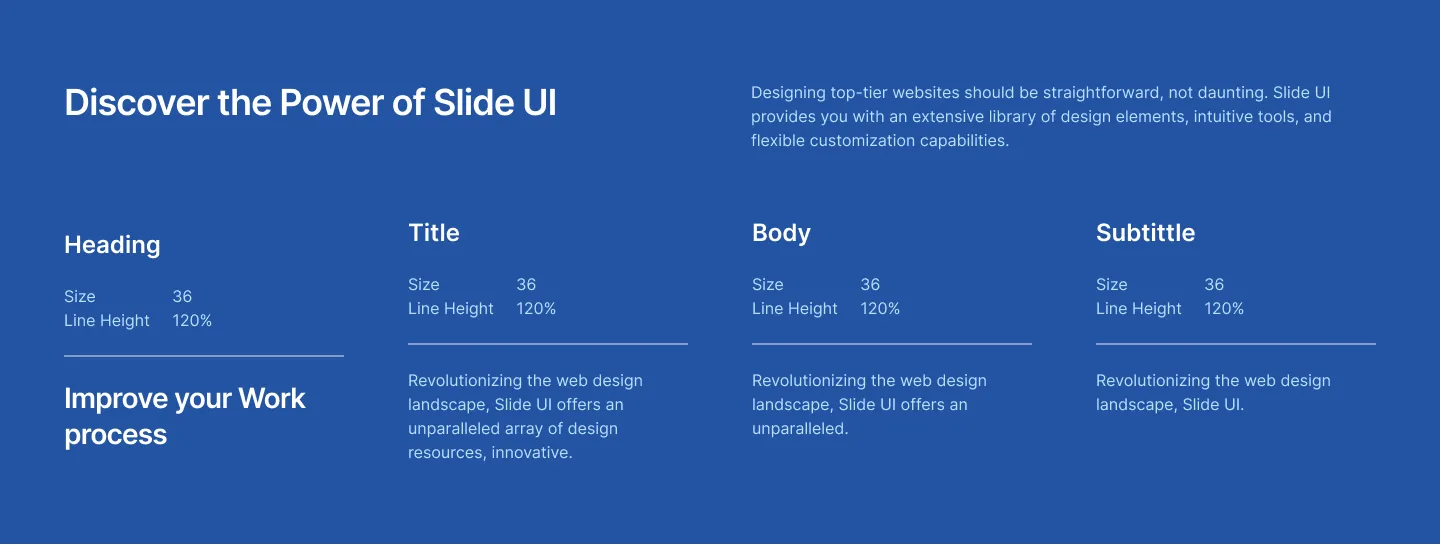 Discover the Power of Slide UI
Designing top-tier websites should be straightforward, not daunting. Slide UI
provides you with an extensive library of design elements, intuitive tools, and
flexible customization capabilities.
Heading
Size 36
Line Height 120%
Improve your Work
process
Title
Size 36
Line Height 120%
Revolutionizing the web design
landscape, Slide UI offers an
unparalleled array of design
resources, innovative.
Body
Size 36
Line Height 120%
Revolutionizing the web design
landscape, Slide UI offers an
unparalleled.
Subtittle
Size 36
Line Height 120%
Revolutionizing the web design
landscape, Slide UI.